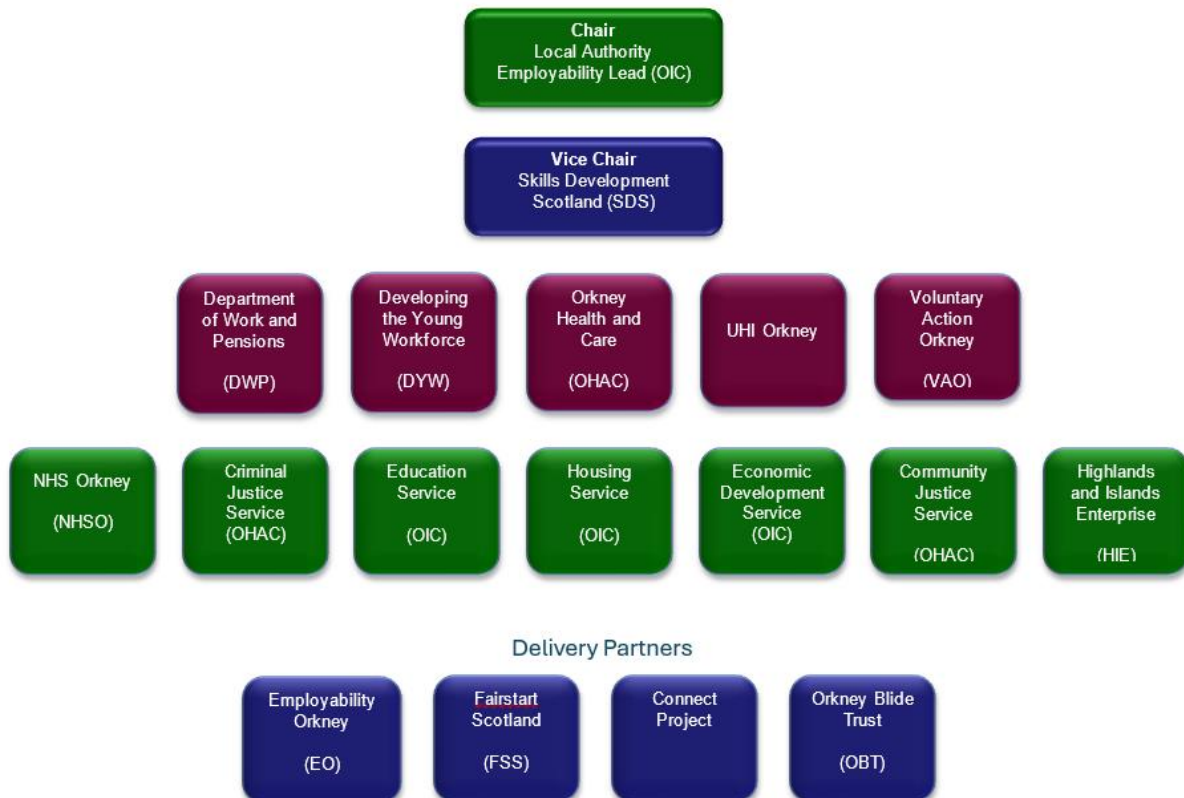 Chair
Local Authority
Employability Lead (OIC)
Vice Chair
Skills Development
Scotland (SDS)
Department
of Work and
Pensions
(DWP)
Developing
the Young
Workforce
(DYW)
Orkney
Health and
Care
(OHAC)
UHI Orkney
Voluntary
Action
Orkney
(VAO)
NHS Orkney
(NHSO)
Criminal
Justice
Service
(OHAC)
Education
Service
(OIC)
Housing
Service
(OIC)
Economic
Development
Service
(OIC)
Community
Justice
Service
(OHAC)
Highlands
and Islands
Enterprise
(HIE)
Delivery Partners
Employability
Orkney
(EO)
Fairstart
Scotland
(FSS)
Connect
Project
Orkney Blide
Trust
(OBT)